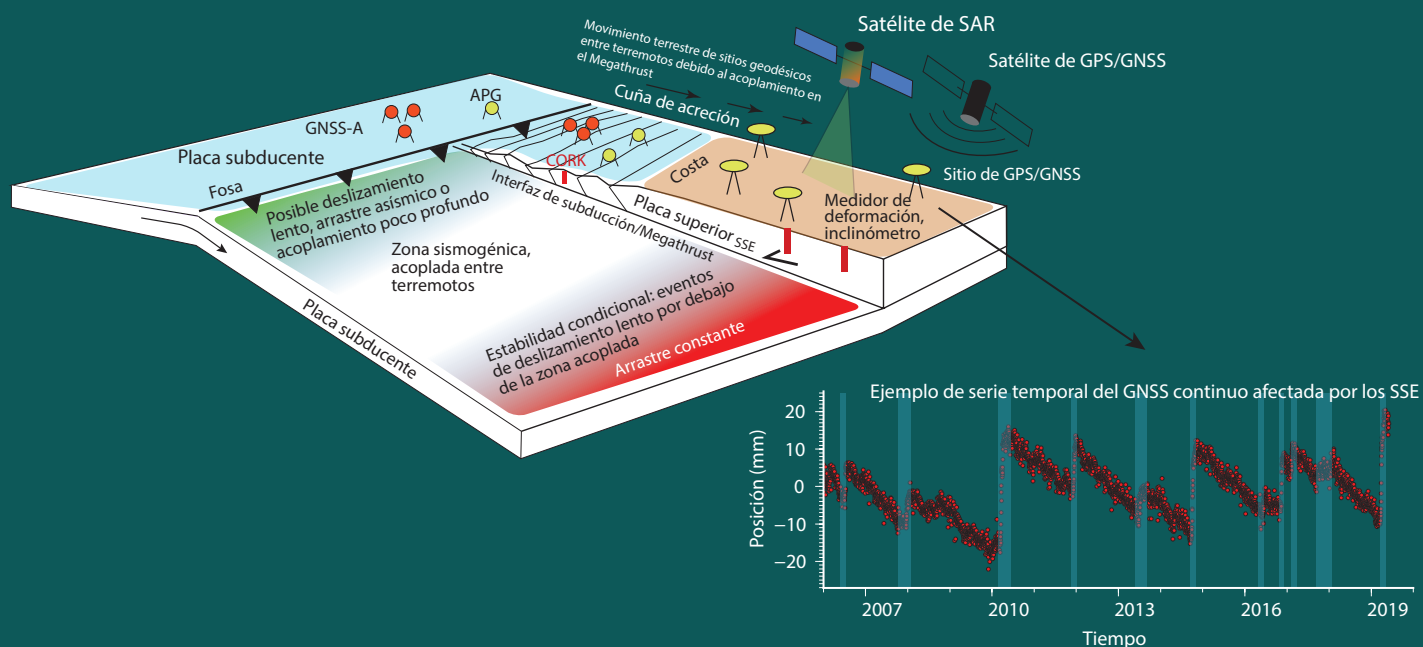 Satélite de SAR
Satélite de GPS/GNSS
Movimiento terrestre de sitios geodésicos
entre terremotos debido al acoplamiento en
el Megathrust
Cuña de acreción
APG
GNSS-A
Placa subducente
CORK
Costa
Sitio de GPS/GNSS
Fosa
Medidor de
deformación,
inclinómetro
Posible deslizamiento
lento, arrastre asísmico o
acoplamiento poco profundo
Interfaz de subducción/Megathrust
Placa superior
SSE
Zona sismogénica,
acoplada entre
terremotos
Placa subducente
Estabilidad condicional: eventos
de deslizamiento lento por debajo
de la zona acoplada
Arrastre constante
Ejemplo de serie temporal del GNSS continuo afectada por los SSE
Posición (mm)
20
10
0
−10
−20
2007 2010 2013 2016 2019
Tiempo